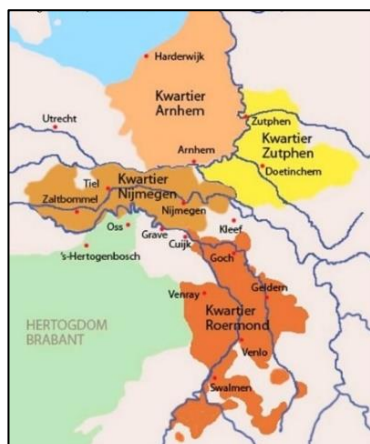 Harderwijk
Kwartier
Arnhem
Utrecht
Zutphen
Kwartier
Zutphen
Arnhem
Doetinchem
Tiel
Kwartier
Nijmegen
Zaltbommel
Nijmegen
Oss
Grave
Kleef
Cuijk
's-Hertogenbosch
Goch
Venray
Geldern
Kwartier
Roermond
HERTOGDOM
BRABANT
Venlo
Swalmen